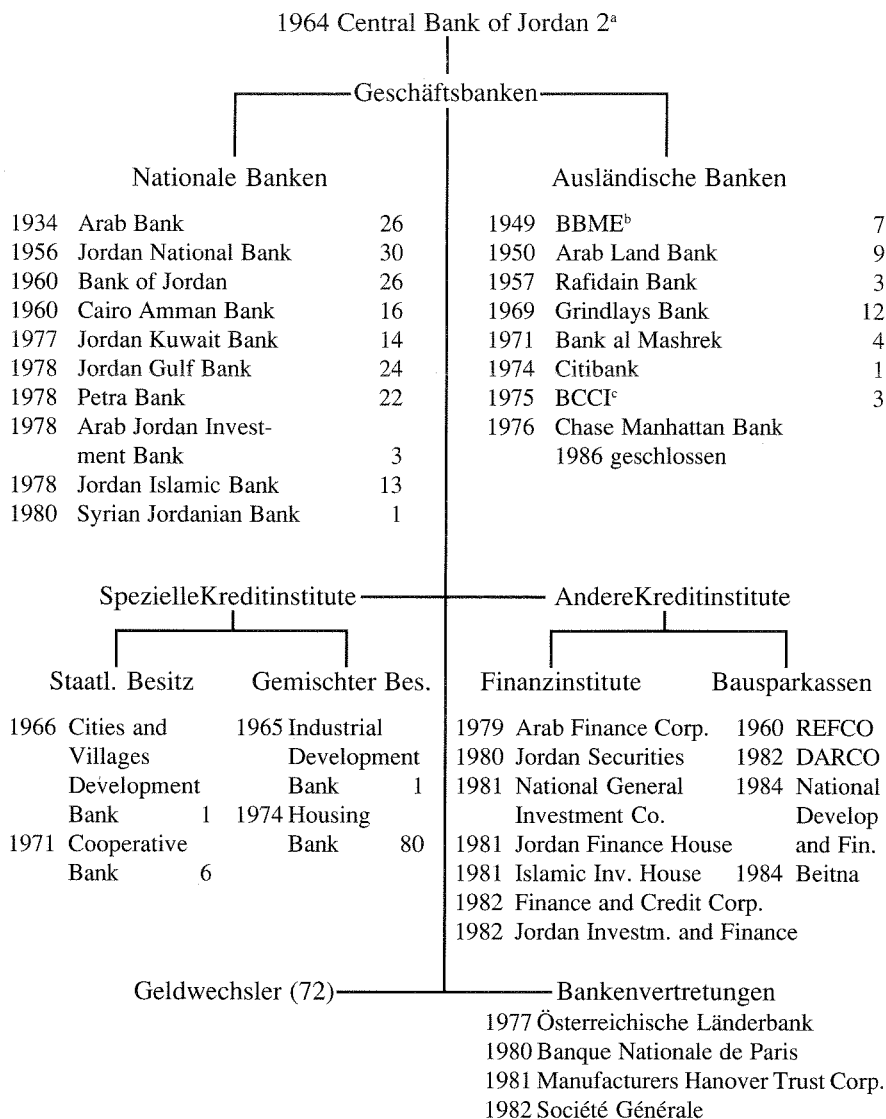 1964 Central Bank of Jordan 2ᵃ
Geschäftsbanken
Nationale Banken
1934 Arab Bank 26
1956 Jordan National Bank 30
1960 Bank of Jordan 26
1960 Cairo Amman Bank 16
1977 Jordan Kuwait Bank 14
1978 Jordan Gulf Bank 24
1978 Petra Bank 22
1978 Arab Jordan Invest-
ment Bank 3
1978 Jordan Islamic Bank 13
1980 Syrian Jordanian Bank 1
Ausländische Banken
1949 BBMEᵇ 7
1950 Arab Land Bank 9
1957 Rafidain Bank 3
1969 Grindlays Bank 12
1971 Bank al Mashrek 4
1974 Citibank 1
1975 BCCIᶜ 3
1976 Chase Manhattan Bank
1986 geschlossen
SpezielleKreditinstitute
Staatl. Besitz
1966 Cities and
Villages
Development
Bank 1
1971 Cooperative
Bank 6
Gemischter Bes.
1965 Industrial
Development
Bank 1
1974 Housing
Bank 80
AndereKreditinstitute
Finanzinstitute
1979 Arab Finance Corp.
1980 Jordan Securities
1981 National General
Investment Co.
1981 Jordan Finance House
1981 Islamic Inv. House
1982 Finance and Credit Corp.
1982 Jordan Investm. and Finance
Bausparkassen
1960 REFCO
1982 DARCO
1984 National
Develop
and Fin.
1984 Beitna
Geldwechsler (72)
Bankenvertretungen
1977 Österreichische Länderbank
1980 Banque Nationale de Paris
1981 Manufacturers Hanover Trust Corp.
1982 Société Générale